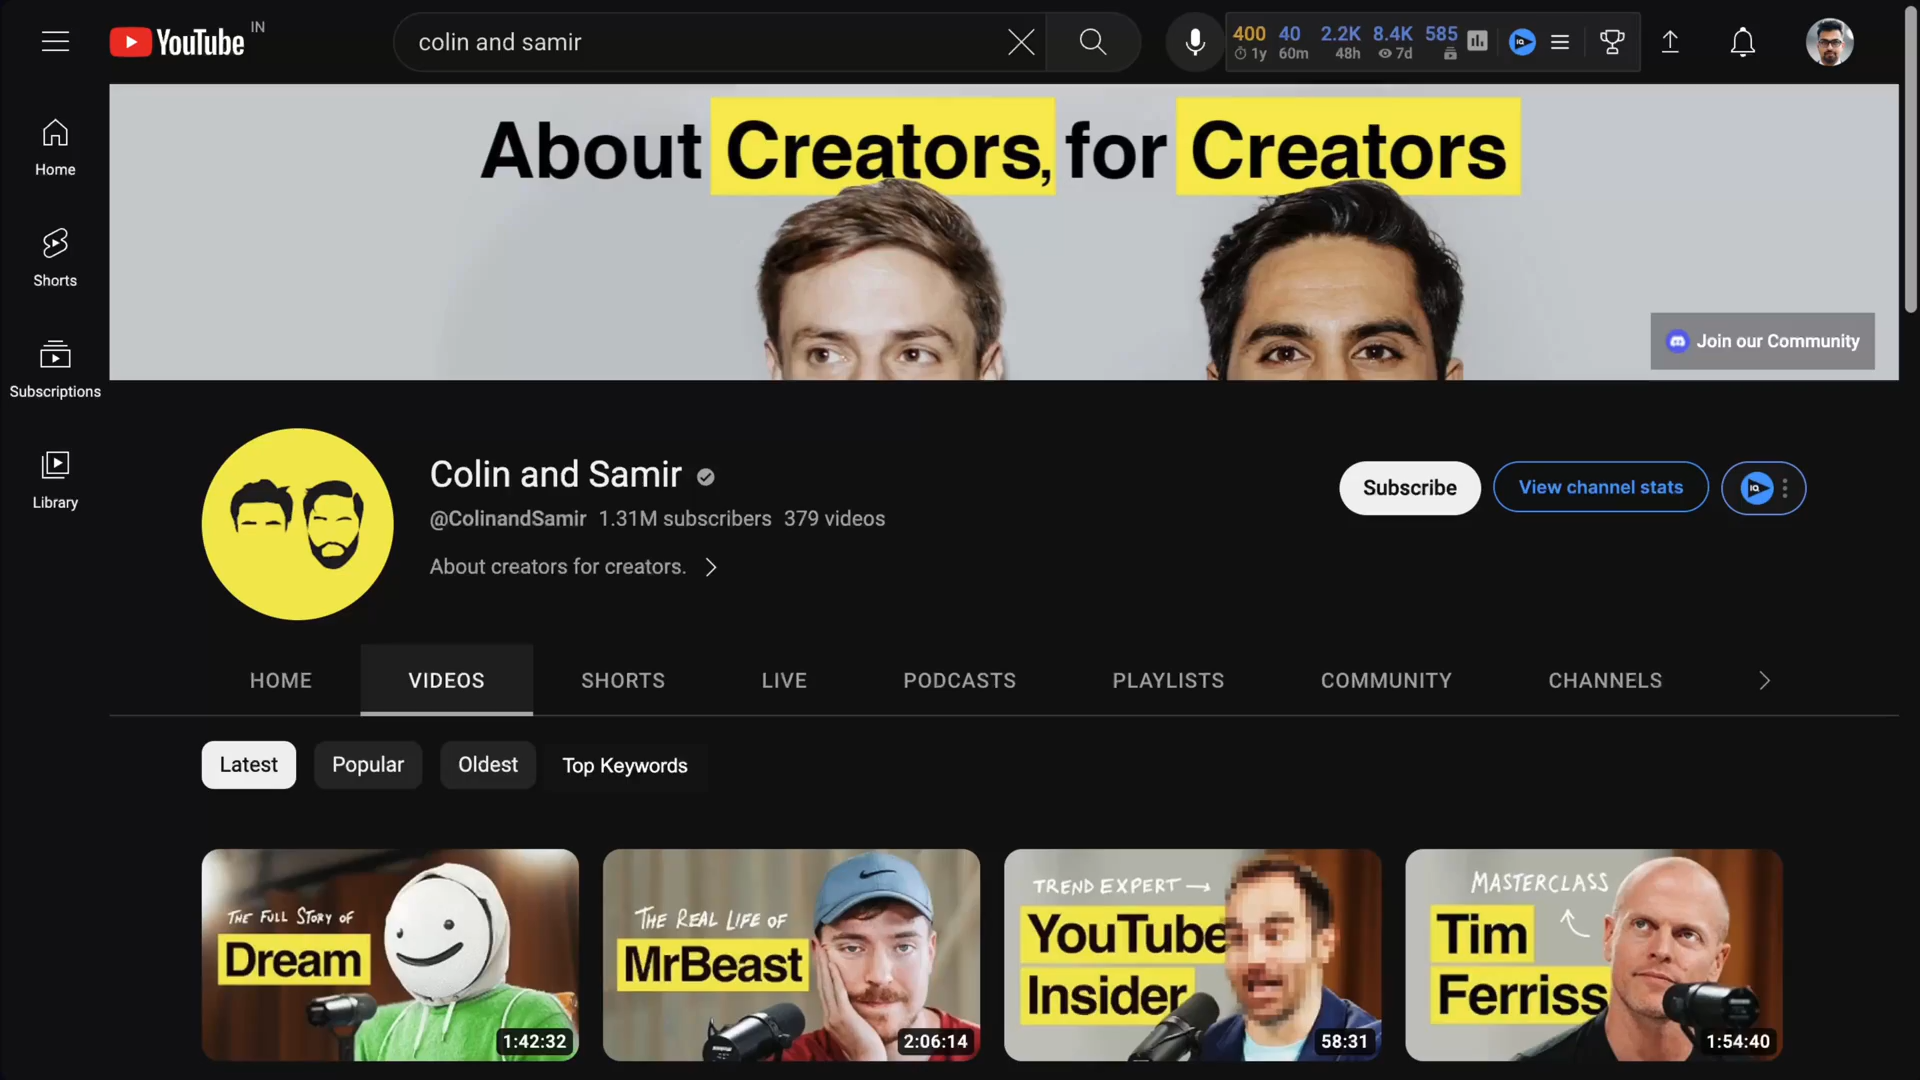 YouTube IN
colin and samir
400 40 2.2K 8.4K 585
1y 60m 48h 7d
Home
Shorts
Subscriptions
Library
About Creators, for Creators
Join our Community
Colin and Samir
@ColinandSamir 1.31M subscribers 379 videos
About creators for creators.
Subscribe
View channel stats
IQ
HOME VIDEOS SHORTS LIVE PODCASTS PLAYLISTS COMMUNITY CHANNELS
Latest Popular Oldest Top Keywords
THE FULL STORY OF
Dream
1:42:32
THE REAL LIFE OF
MrBeast
2:06:14
TREND EXPERT →
YouTube
Insider
58:31
MASTERCLASS
Tim
Ferriss
1:54:40